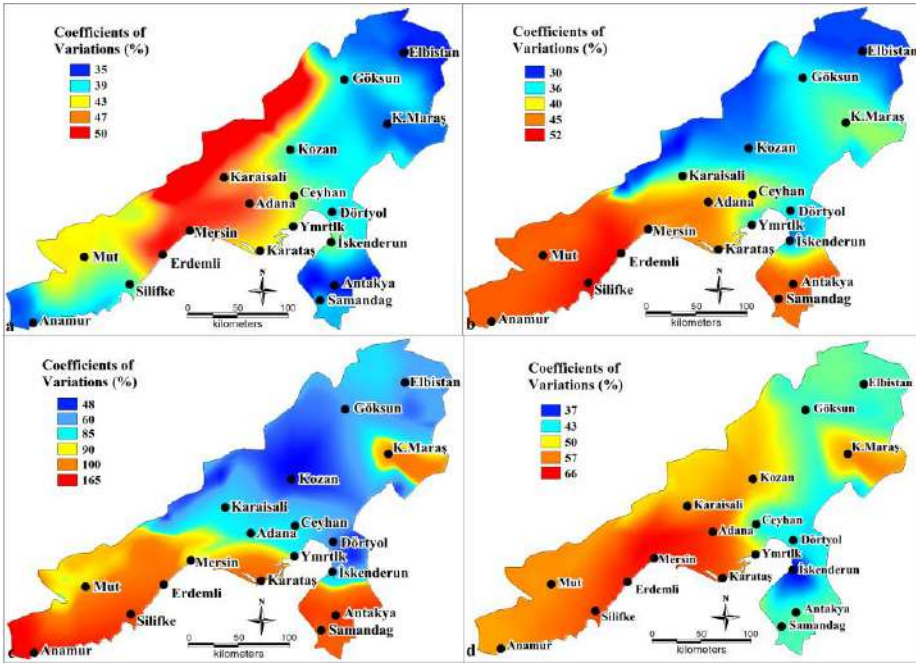 Coefficients of
Variations (%)
35
39
43
47
50
Elbistan
Göksun
K.Maraş
Kozan
Karaisali
Ceyhan
Adana
Dörtyol
Mersin
Ymrtlk
İskenderun
Karataş
Mut
Erdemli
Antakya
Silifke
Samandag
Anamur
N
0 50 100
kilometers
a
Coefficients of
Variations (%)
30
36
40
45
52
Elbistan
Göksun
K.Maraş
Kozan
Karaisali
Ceyhan
Adana
Dörtyol
Mersin
Ymrtlk
İskenderun
Karataş
Mut
Erdemli
Antakya
Silifke
Samandag
Anamur
N
0 50 100
kilometers
b
Coefficients of
Variations (%)
48
60
85
90
100
165
Elbistan
Göksun
K.Maraş
Kozan
Karaisali
Ceyhan
Adana
Dörtyol
Mersin
Ymrtlk
İskenderun
Karataş
Mut
Erdemli
Antakya
Silifke
Samandag
Anamur
N
0 50 100
kilometers
c
Coefficients of
Variations (%)
37
43
50
57
66
Elbistan
Göksun
K.Maraş
Kozan
Karaisali
Ceyhan
Adana
Dörtyol
Mersin
Ymrtlk
İskenderun
Karataş
Mut
Erdemli
Antakya
Silifke
Samandag
Anamur
N
0 50 100
kilometers
d